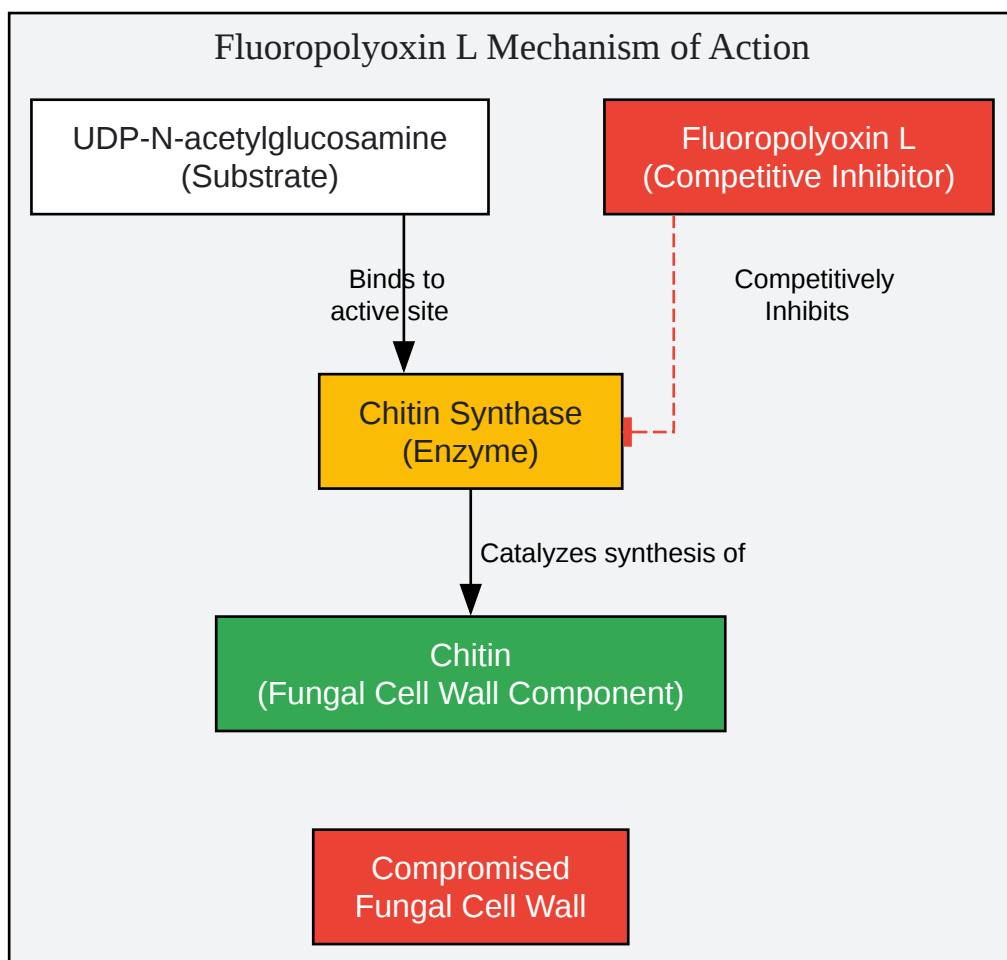 Fluoropolyoxin L Mechanism of Action
UDP-N-acetylglucosamine
(Substrate)
Fluoropolyoxin L
(Competitive Inhibitor)
Binds to
active site
Competitively
Inhibits
Chitin Synthase
(Enzyme)
Catalyzes synthesis of
Chitin
(Fungal Cell Wall Component)
Compromised
Fungal Cell Wall